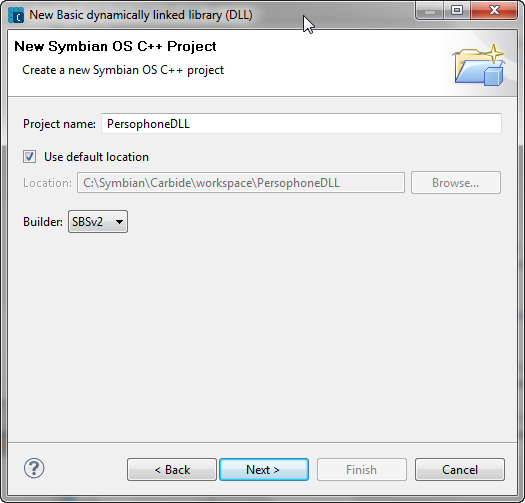 New Basic dynamically linked library (DLL)
New Symbian OS C++ Project
Create a new Symbian OS C++ project
Project name: PersophoneDLL
Use default location
Location: C:\Symbian\Carbide\workspace\PersophoneDLL Browse...
Builder: SBSv2
? < Back Next > Finish Cancel